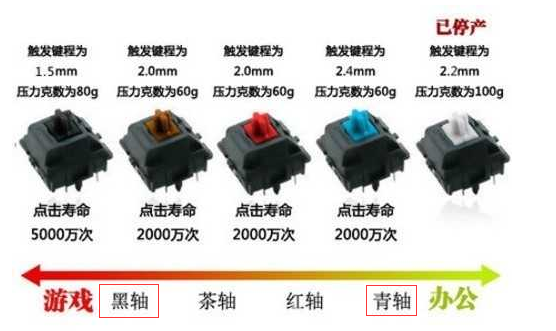 已停产
触发键程为 触发键程为 触发键程为 触发键程为 触发键程为
1.5mm 2.0mm 2.0mm 2.4mm 2.2mm
压力克数为80g 压力克数为60g 压力克数为60g 压力克数为60g 压力克数为100g
点击寿命 点击寿命 点击寿命 点击寿命
5000万次 2000万次 2000万次 2000万次
游戏 黑轴 茶轴 红轴 青轴 办公